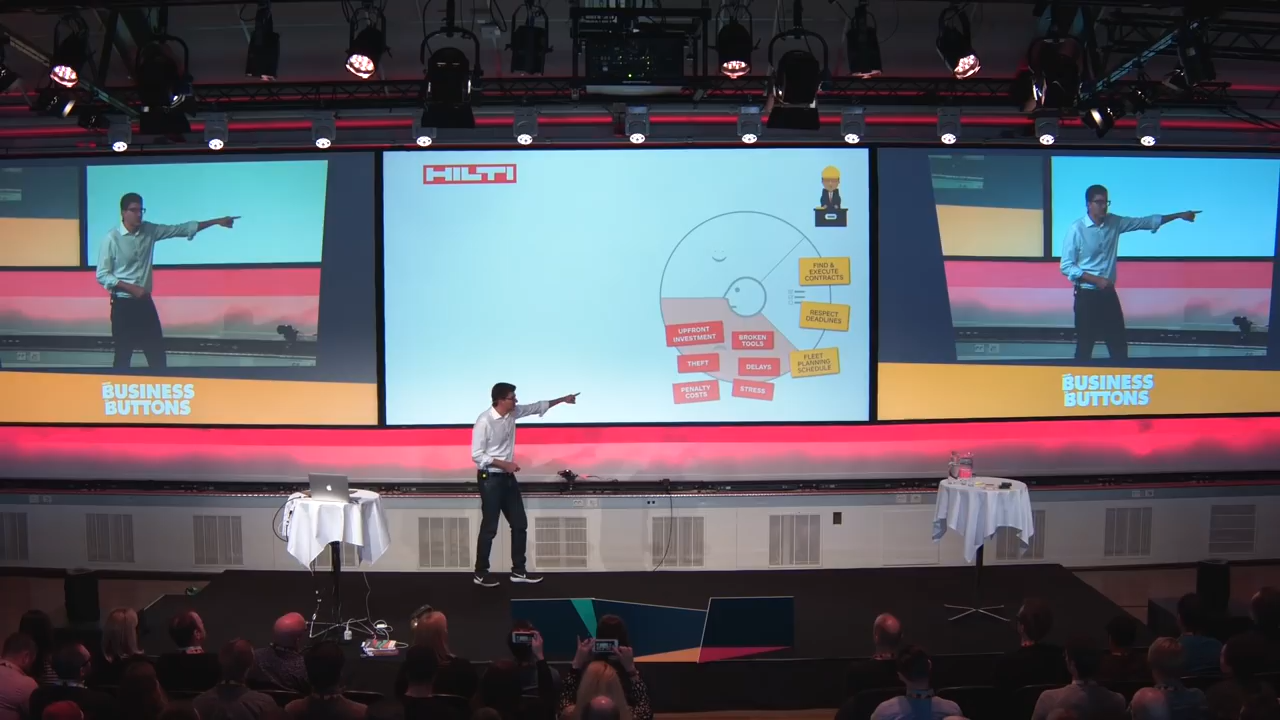 HILTI
FIND &
EXECUTE
CONTRACTS
RESPECT
DEADLINES
UPFRONT
INVESTMENT
BROKEN
TOOLS
FLEET
PLANNING
SCHEDULE
THEFT
DELAYS
PENALTY
COSTS
STRESS
BUSINESS
BUTTONS
BUSINESS
BUTTONS